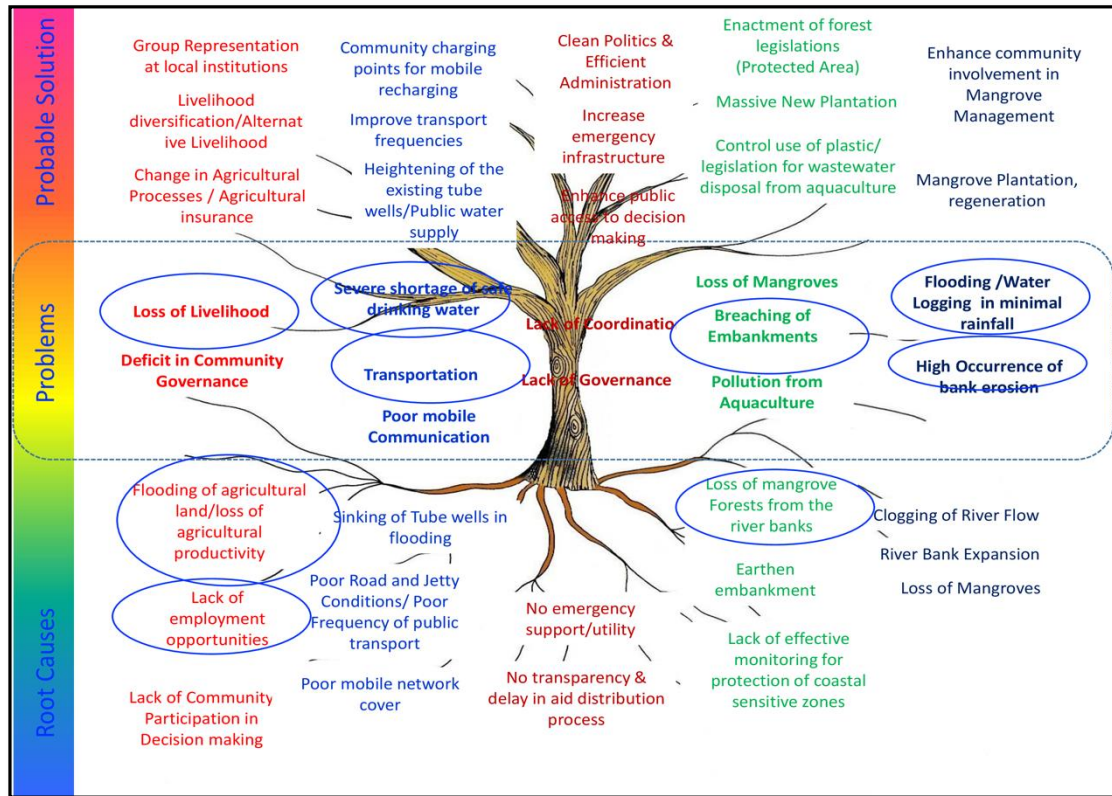 Probable Solution
Group Representation
at local institutions
Livelihood
diversification/Alternat
ive Livelihood
Change in Agricultural
Processes / Agricultural
insurance
Community charging
points for mobile
recharging
Improve transport
frequencies
Heightening of the
existing tube
wells/Public water
supply
Clean Politics &
Efficient
Administration
Increase
emergency
infrastructure
Enhance public
access to decision
making
Enactment of forest
legislations
(Protected Area)
Massive New Plantation
Control use of plastic/
legislation for wastewater
disposal from aquaculture
Enhance community
involvement in
Mangrove
Management
Mangrove Plantation,
regeneration
Problems
Loss of Livelihood
Deficit in Community
Governance
Severe shortage of safe
drinking water
Transportation
Poor mobile
Communication
Lack of Coordinatio
Lack of Governance
Loss of Mangroves
Breaching of
Embankments
Pollution from
Aquaculture
Flooding /Water
Logging in minimal
rainfall
High Occurrence of
bank erosion
Root Causes
Flooding of agricultural
land/loss of
agricultural
productivity
Lack of
employment
opportunities
Lack of Community
Participation in
Decision making
Sinking of Tube wells in
flooding
Poor Road and Jetty
Conditions/ Poor
Frequency of public
transport
Poor mobile network
cover
No emergency
support/utility
No transparency &
delay in aid distribution
process
Loss of mangrove
Forests from the
river banks
Earthen
embankment
Lack of effective
monitoring for
protection of coastal
sensitive zones
Clogging of River Flow
River Bank Expansion
Loss of Mangroves